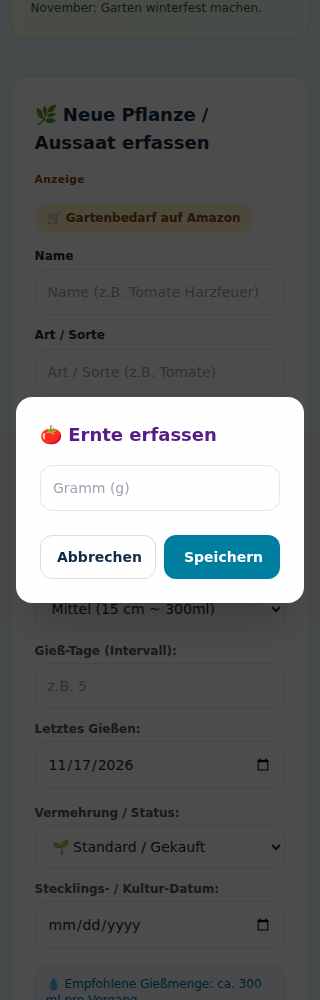 November: Garten winterfest machen.
🌿 Neue Pflanze /
Aussaat erfassen
Anzeige
🛒 Gartenbedarf auf Amazon
Name
Name (z.B. Tomate Harzfeuer)
Art / Sorte
Art / Sorte (z.B. Tomate)
🍅 Ernte erfassen
Gramm (g)
Abbrechen Speichern
Mittel (15 cm ~ 300ml)
Gieß-Tage (Intervall):
z.B. 5
Letztes Gießen:
11/17/2026
Vermehrung / Status:
🌱 Standard / Gekauft
Stecklings- / Kultur-Datum:
mm/dd/yyyy
💧 Empfohlene Gießmenge: ca. 300
ml pro Vorgang